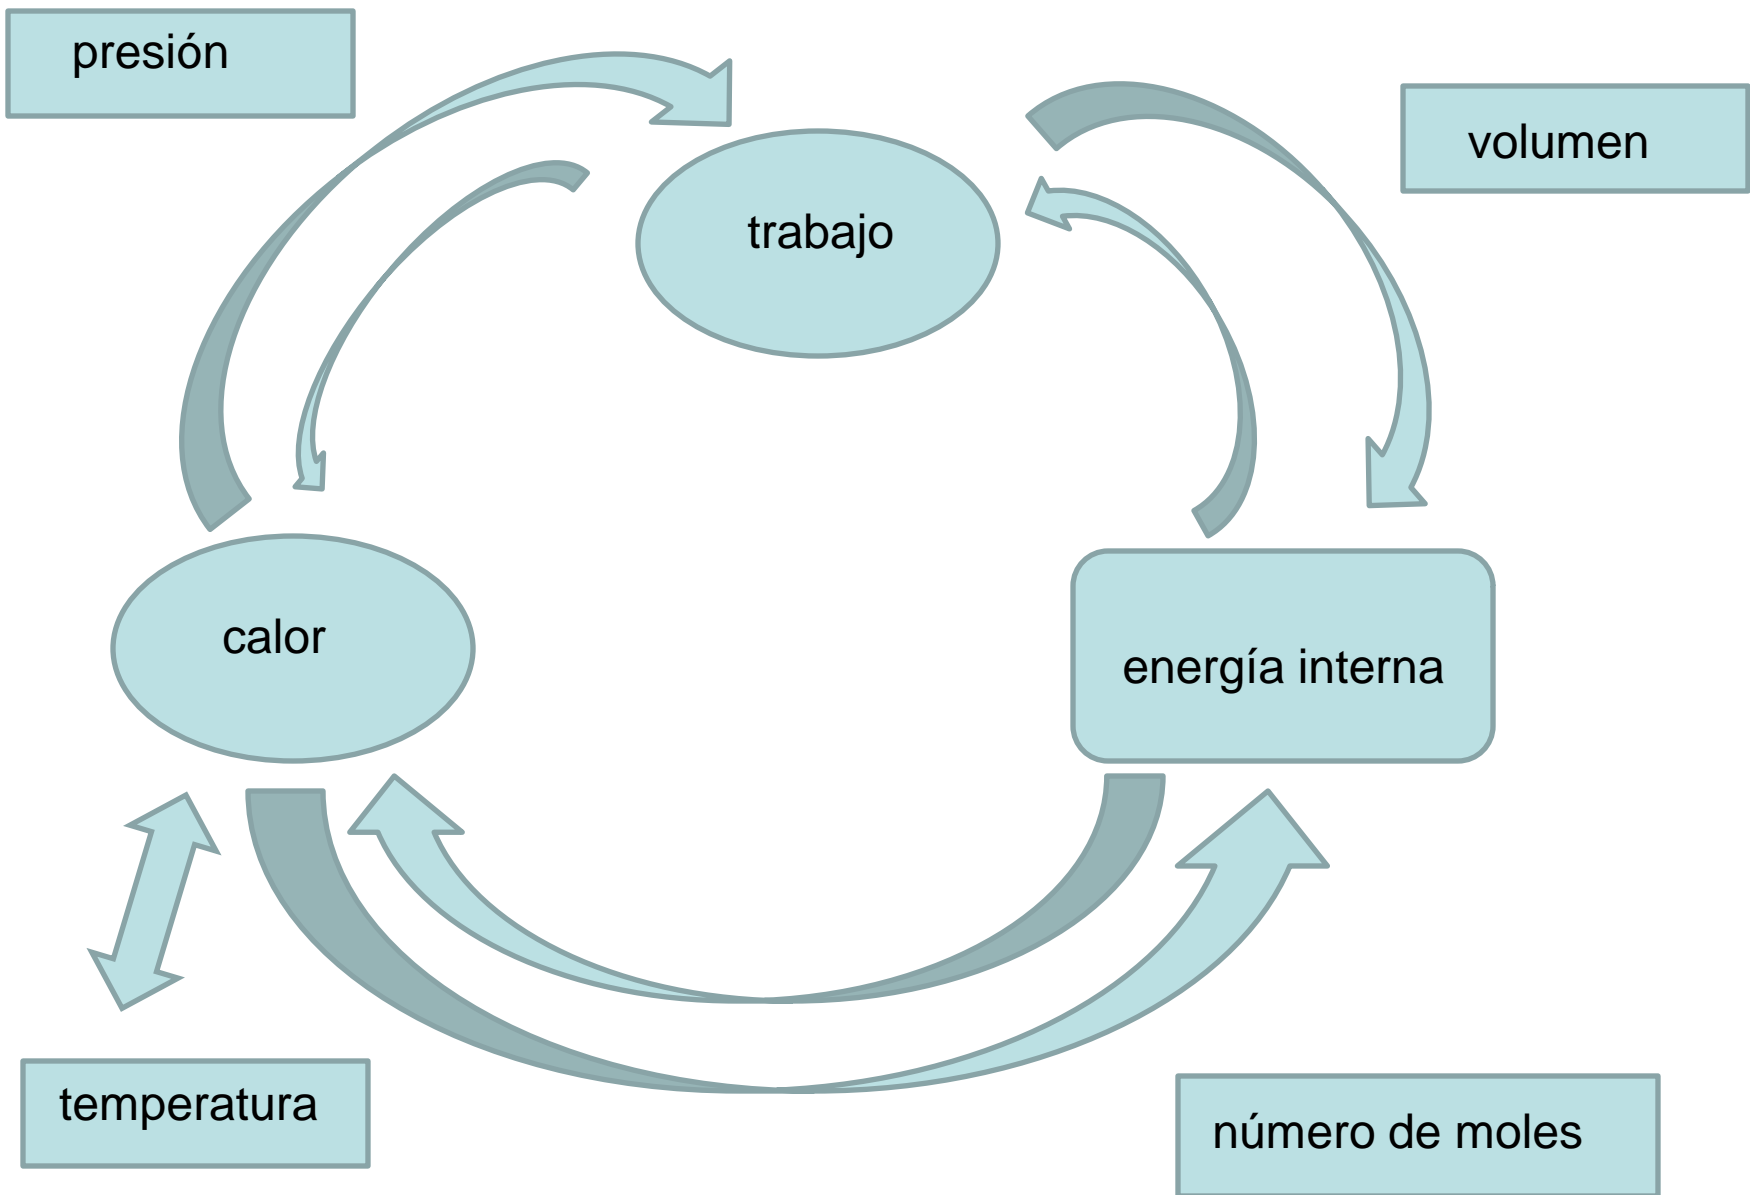 presión
volumen
trabajo
calor
energía interna
temperatura
número de moles